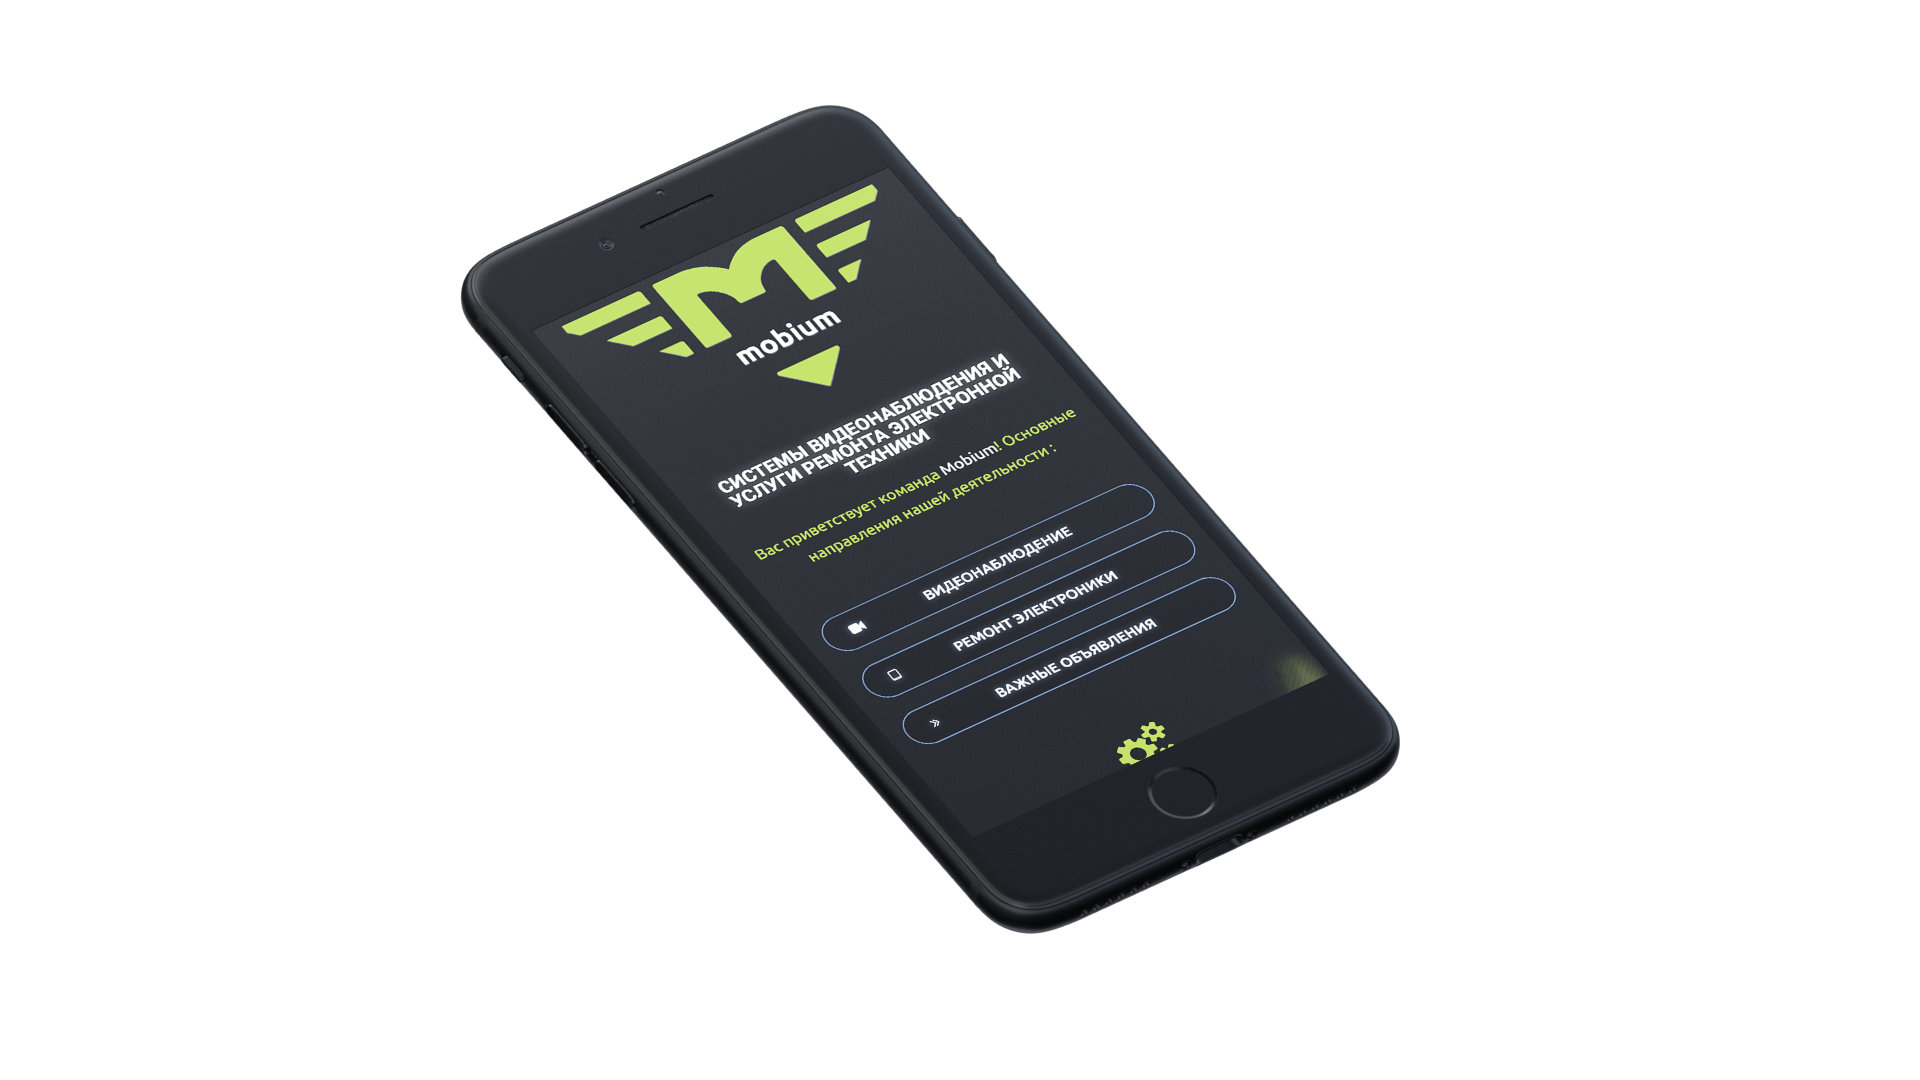 M
mobium
СИСТЕМЫ ВИДЕОНАБЛЮДЕНИЯ И
УСЛУГИ РЕМОНТА ЭЛЕКТРОННОЙ
ТЕХНИКИ
Вас приветствует команда Mobium! Основные
направления нашей деятельности :
ВИДЕОНАБЛЮДЕНИЕ
РЕМОНТ ЭЛЕКТРОНИКИ
ВАЖНЫЕ ОБЪЯВЛЕНИЯ